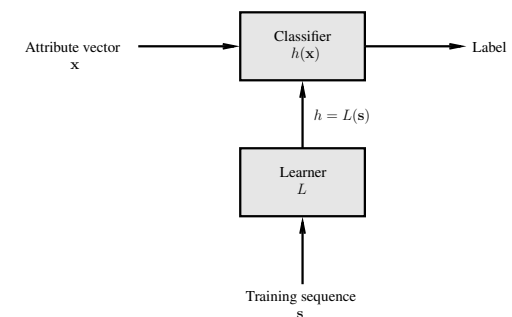 Classifier
h(x)
Attribute vector
x
Label
h = L(s)
Learner
L
Training sequence
s